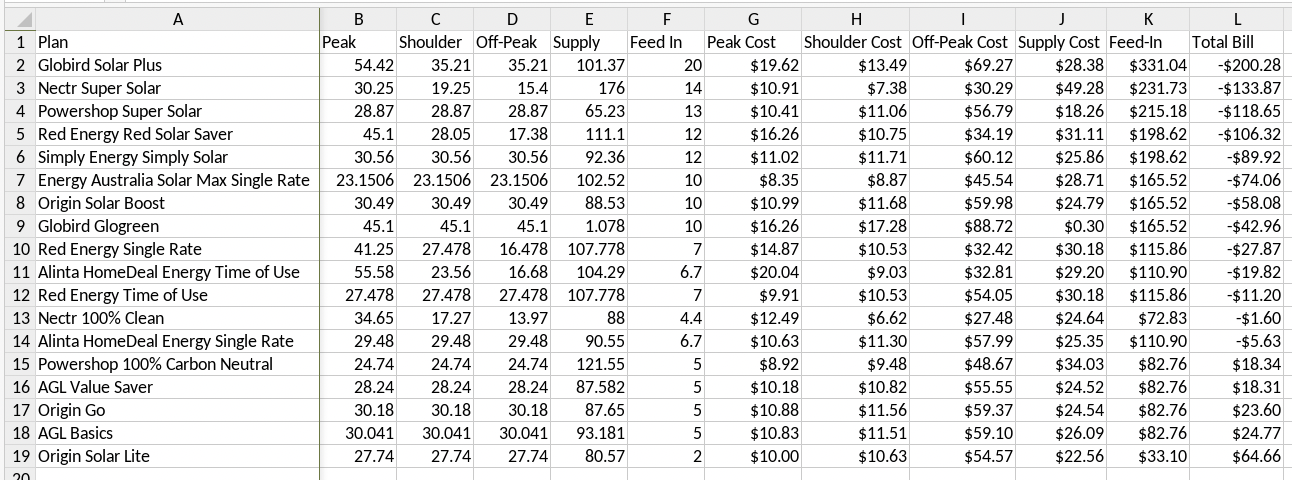 A B C D E F G H I J K L
1 Plan Peak Shoulder Off-Peak Supply Feed In Peak Cost Shoulder Cost Off-Peak Cost Supply Cost Feed-In Total Bill
2 Globird Solar Plus 54.42 35.21 35.21 101.37 20 $19.62 $13.49 $69.27 $28.38 $331.04 -$200.28
3 Nectr Super Solar 30.25 19.25 15.4 176 14 $10.91 $7.38 $30.29 $49.28 $231.73 -$133.87
4 Powershop Super Solar 28.87 28.87 28.87 65.23 13 $10.41 $11.06 $56.79 $18.26 $215.18 -$118.65
5 Red Energy Red Solar Saver 45.1 28.05 17.38 111.1 12 $16.26 $10.75 $34.19 $31.11 $198.62 -$106.32
6 Simply Energy Simply Solar 30.56 30.56 30.56 92.36 12 $11.02 $11.71 $60.12 $25.86 $198.62 -$89.92
7 Energy Australia Solar Max Single Rate 23.1506 23.1506 23.1506 102.52 10 $8.35 $8.87 $45.54 $28.71 $165.52 -$74.06
8 Origin Solar Boost 30.49 30.49 30.49 88.53 10 $10.99 $11.68 $59.98 $24.79 $165.52 -$58.08
9 Globird Glogreen 45.1 45.1 45.1 1.078 10 $16.26 $17.28 $88.72 $0.30 $165.52 -$42.96
10 Red Energy Single Rate 41.25 27.478 16.478 107.778 7 $14.87 $10.53 $32.42 $30.18 $115.86 -$27.87
11 Alinta HomeDeal Energy Time of Use 55.58 23.56 16.68 104.29 6.7 $20.04 $9.03 $32.81 $29.20 $110.90 -$19.82
12 Red Energy Time of Use 27.478 27.478 27.478 107.778 7 $9.91 $10.53 $54.05 $30.18 $115.86 -$11.20
13 Nectr 100% Clean 34.65 17.27 13.97 88 4.4 $12.49 $6.62 $27.48 $24.64 $72.83 -$1.60
14 Alinta HomeDeal Energy Single Rate 29.48 29.48 29.48 90.55 6.7 $10.63 $11.30 $57.99 $25.35 $110.90 -$5.63
15 Powershop 100% Carbon Neutral 24.74 24.74 24.74 121.55 5 $8.92 $9.48 $48.67 $34.03 $82.76 $18.34
16 AGL Value Saver 28.24 28.24 28.24 87.582 5 $10.18 $10.82 $55.55 $24.52 $82.76 $18.31
17 Origin Go 30.18 30.18 30.18 87.65 5 $10.88 $11.56 $59.37 $24.54 $82.76 $23.60
18 AGL Basics 30.041 30.041 30.041 93.181 5 $10.83 $11.51 $59.10 $26.09 $82.76 $24.77
19 Origin Solar Lite 27.74 27.74 27.74 80.57 2 $10.00 $10.63 $54.57 $22.56 $33.10 $64.66
20